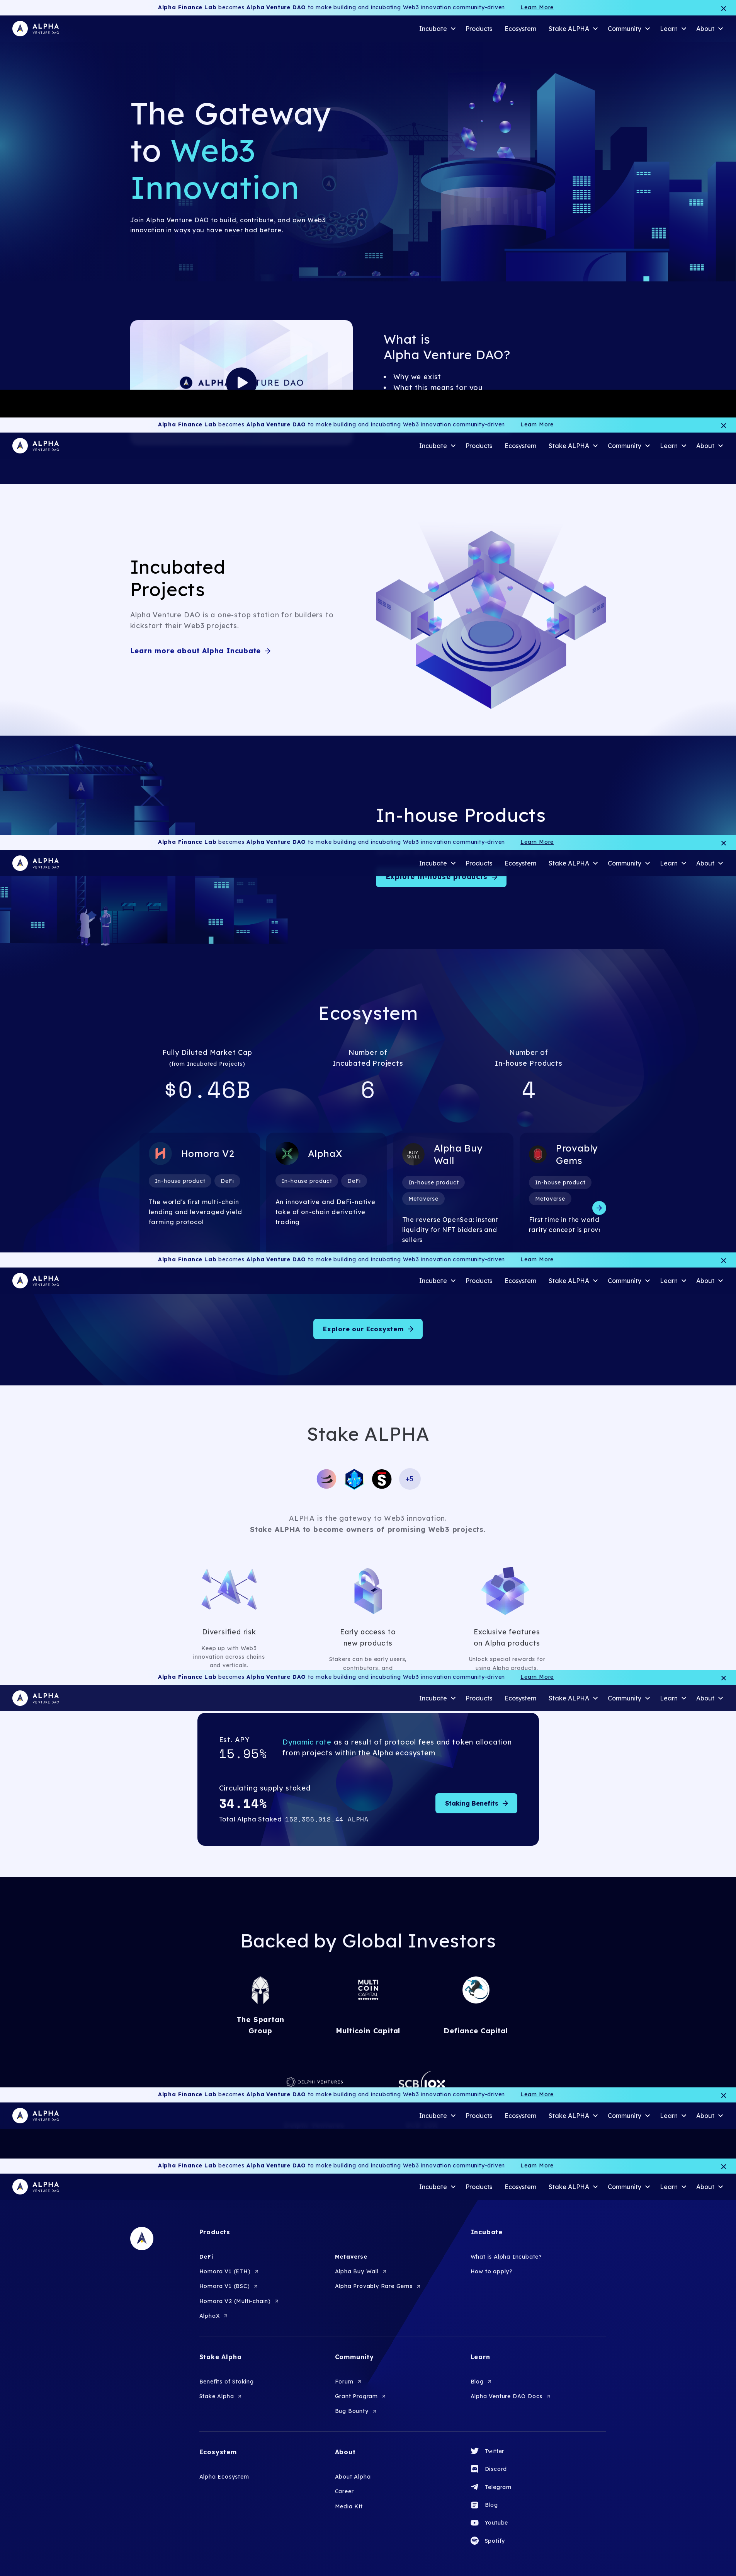 Alpha Finance Lab becomes Alpha Venture DAO to make building and incubating Web3 innovation community-driven Learn More
ALPHA
VENTURE DAO
Incubate Products Ecosystem Stake ALPHA Community Learn About
The Gateway
to Web3
Innovation
Join Alpha Venture DAO to build, contribute, and own Web3
innovation in ways you have never had before.
What is
Alpha Venture DAO?
Why we exist
What this means for you
Alpha Finance Lab becomes Alpha Venture DAO to make building and incubating Web3 innovation community-driven Learn More
ALPHA
VENTURE DAO
Incubate Products Ecosystem Stake ALPHA Community Learn About
Incubated
Projects
Alpha Venture DAO is a one-stop station for builders to
kickstart their Web3 projects.
Learn more about Alpha Incubate
In-house Products
Alpha Finance Lab becomes Alpha Venture DAO to make building and incubating Web3 innovation community-driven Learn More
ALPHA
VENTURE DAO
Incubate Products Ecosystem Stake ALPHA Community Learn About
Explore in-house products
Ecosystem
Fully Diluted Market Cap
(from Incubated Projects)
$0.46B
Number of
Incubated Projects
6
Number of
In-house Products
4
Homora V2
In-house product DeFi
The world's first multi-chain
lending and leveraged yield
farming protocol
AlphaX
In-house product DeFi
An innovative and DeFi-native
take of on-chain derivative
trading
BUY
WALL
Alpha Buy
Wall
In-house product
Metaverse
The reverse OpenSea: instant
liquidity for NFT bidders and
sellers
Provably
Gems
In-house product
Metaverse
First time in the world
rarity concept is prov
Alpha Finance Lab becomes Alpha Venture DAO to make building and incubating Web3 innovation community-driven Learn More
ALPHA
VENTURE DAO
Incubate Products Ecosystem Stake ALPHA Community Learn About
Explore our Ecosystem
Stake ALPHA
+5
ALPHA is the gateway to Web3 innovation.
Stake ALPHA to become owners of promising Web3 projects.
Diversified risk
Keep up with Web3
innovation across chains
and verticals.
Early access to
new products
Stakers can be early users,
contributors, and
Exclusive features
on Alpha products
Unlock special rewards for
using Alpha products.
Alpha Finance Lab becomes Alpha Venture DAO to make building and incubating Web3 innovation community-driven Learn More
ALPHA
VENTURE DAO
Incubate Products Ecosystem Stake ALPHA Community Learn About
Est. APY
15.95%
Dynamic rate as a result of protocol fees and token allocation
from projects within the Alpha ecosystem
Circulating supply staked
34.14%
Total Alpha Staked 152,356,012.44 ALPHA
Staking Benefits
Backed by Global Investors
The Spartan
Group
MULTI
COIN
CAPITAL
Multicoin Capital
Defiance Capital
DELPHI VENTURES
SCB 10X
Alpha Finance Lab becomes Alpha Venture DAO to make building and incubating Web3 innovation community-driven Learn More
ALPHA
VENTURE DAO
Incubate Products Ecosystem Stake ALPHA Community Learn About
Alpha Finance Lab becomes Alpha Venture DAO to make building and incubating Web3 innovation community-driven Learn More
ALPHA
VENTURE DAO
Incubate Products Ecosystem Stake ALPHA Community Learn About
Products
DeFi
Homora V1 (ETH)
Homora V1 (BSC)
Homora V2 (Multi-chain)
AlphaX
Metaverse
Alpha Buy Wall
Alpha Provably Rare Gems
Incubate
What is Alpha Incubate?
How to apply?
Stake Alpha
Benefits of Staking
Stake Alpha
Community
Forum
Grant Program
Bug Bounty
Learn
Blog
Alpha Venture DAO Docs
Ecosystem
Alpha Ecosystem
About
About Alpha
Career
Media Kit
Twitter
Discord
Telegram
Blog
Youtube
Spotify